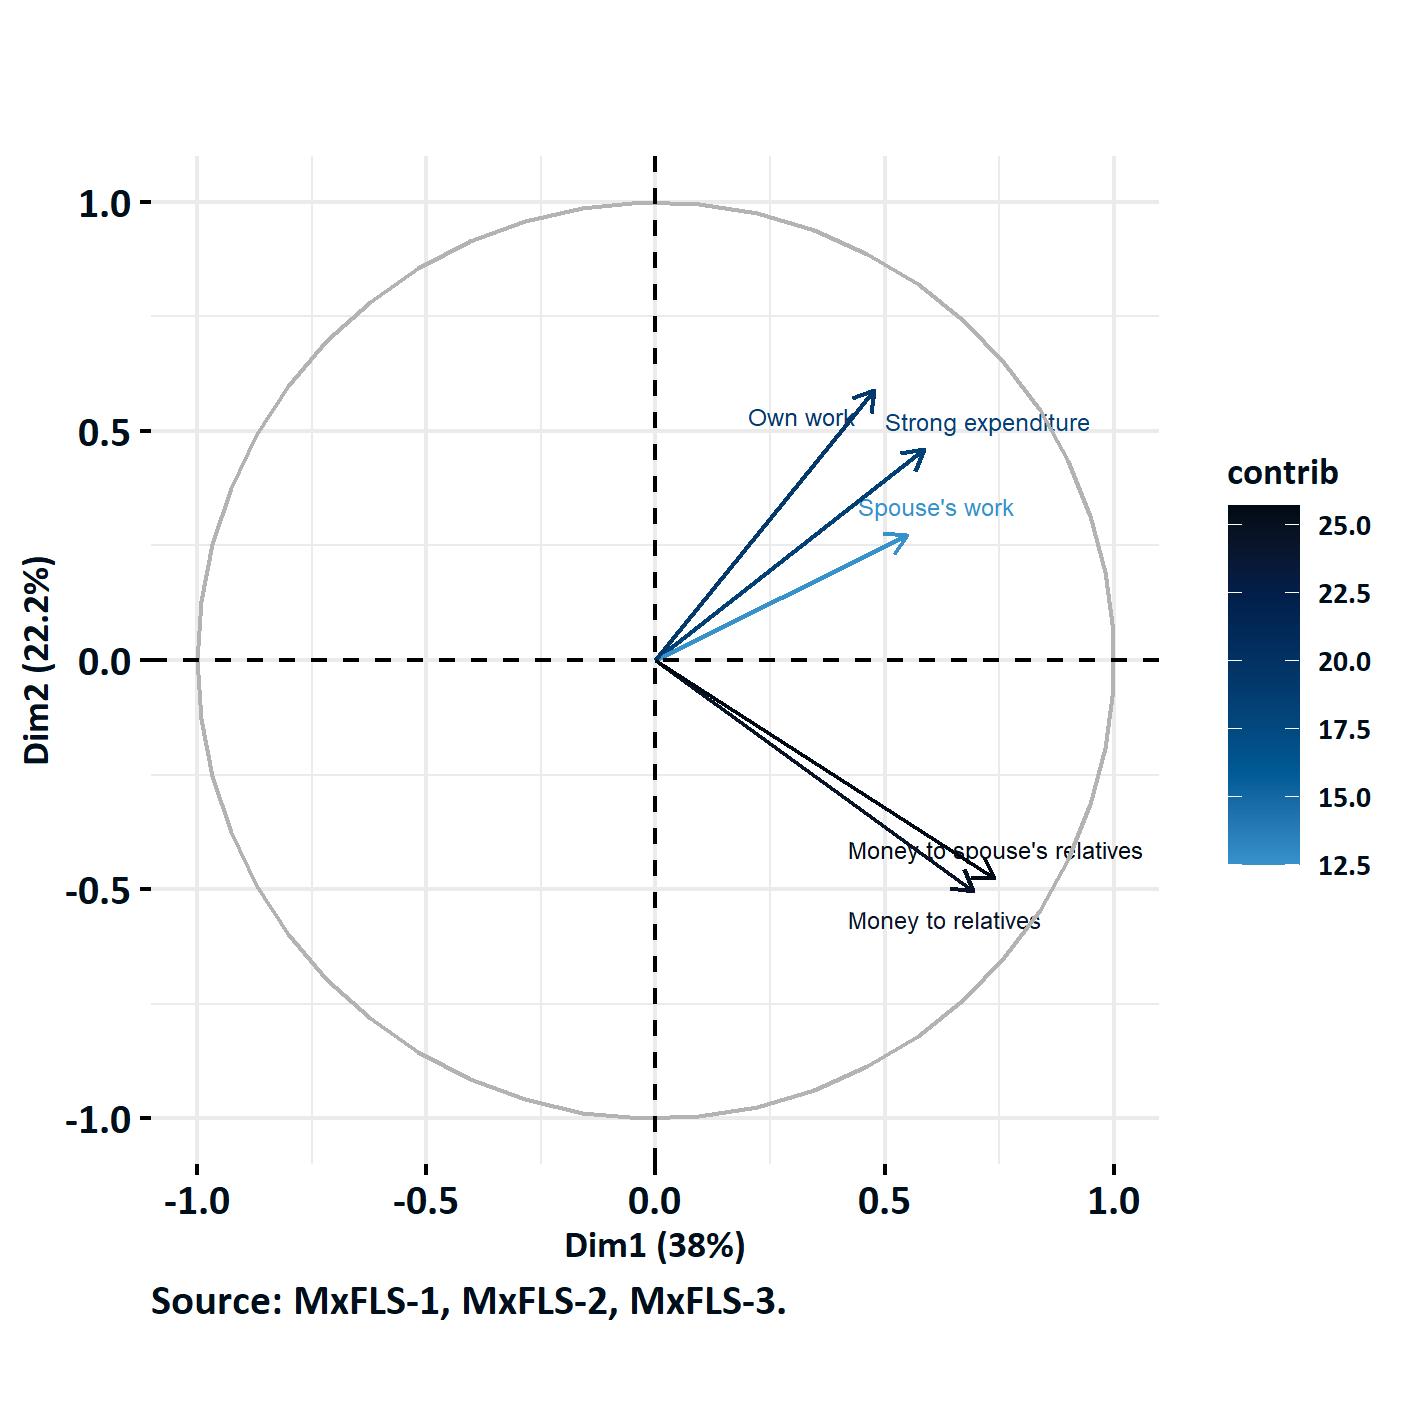 1.0
0.5
0.0
-0.5
-1.0
Dim2 (22.2%)
Own work
Strong expenditure
Spouse's work
Money to spouse's relatives
Money to relatives
-1.0
-0.5
0.0
0.5
1.0
Dim1 (38%)
Source: MxFLS-1, MxFLS-2, MxFLS-3.
contrib
25.0
22.5
20.0
17.5
15.0
12.5